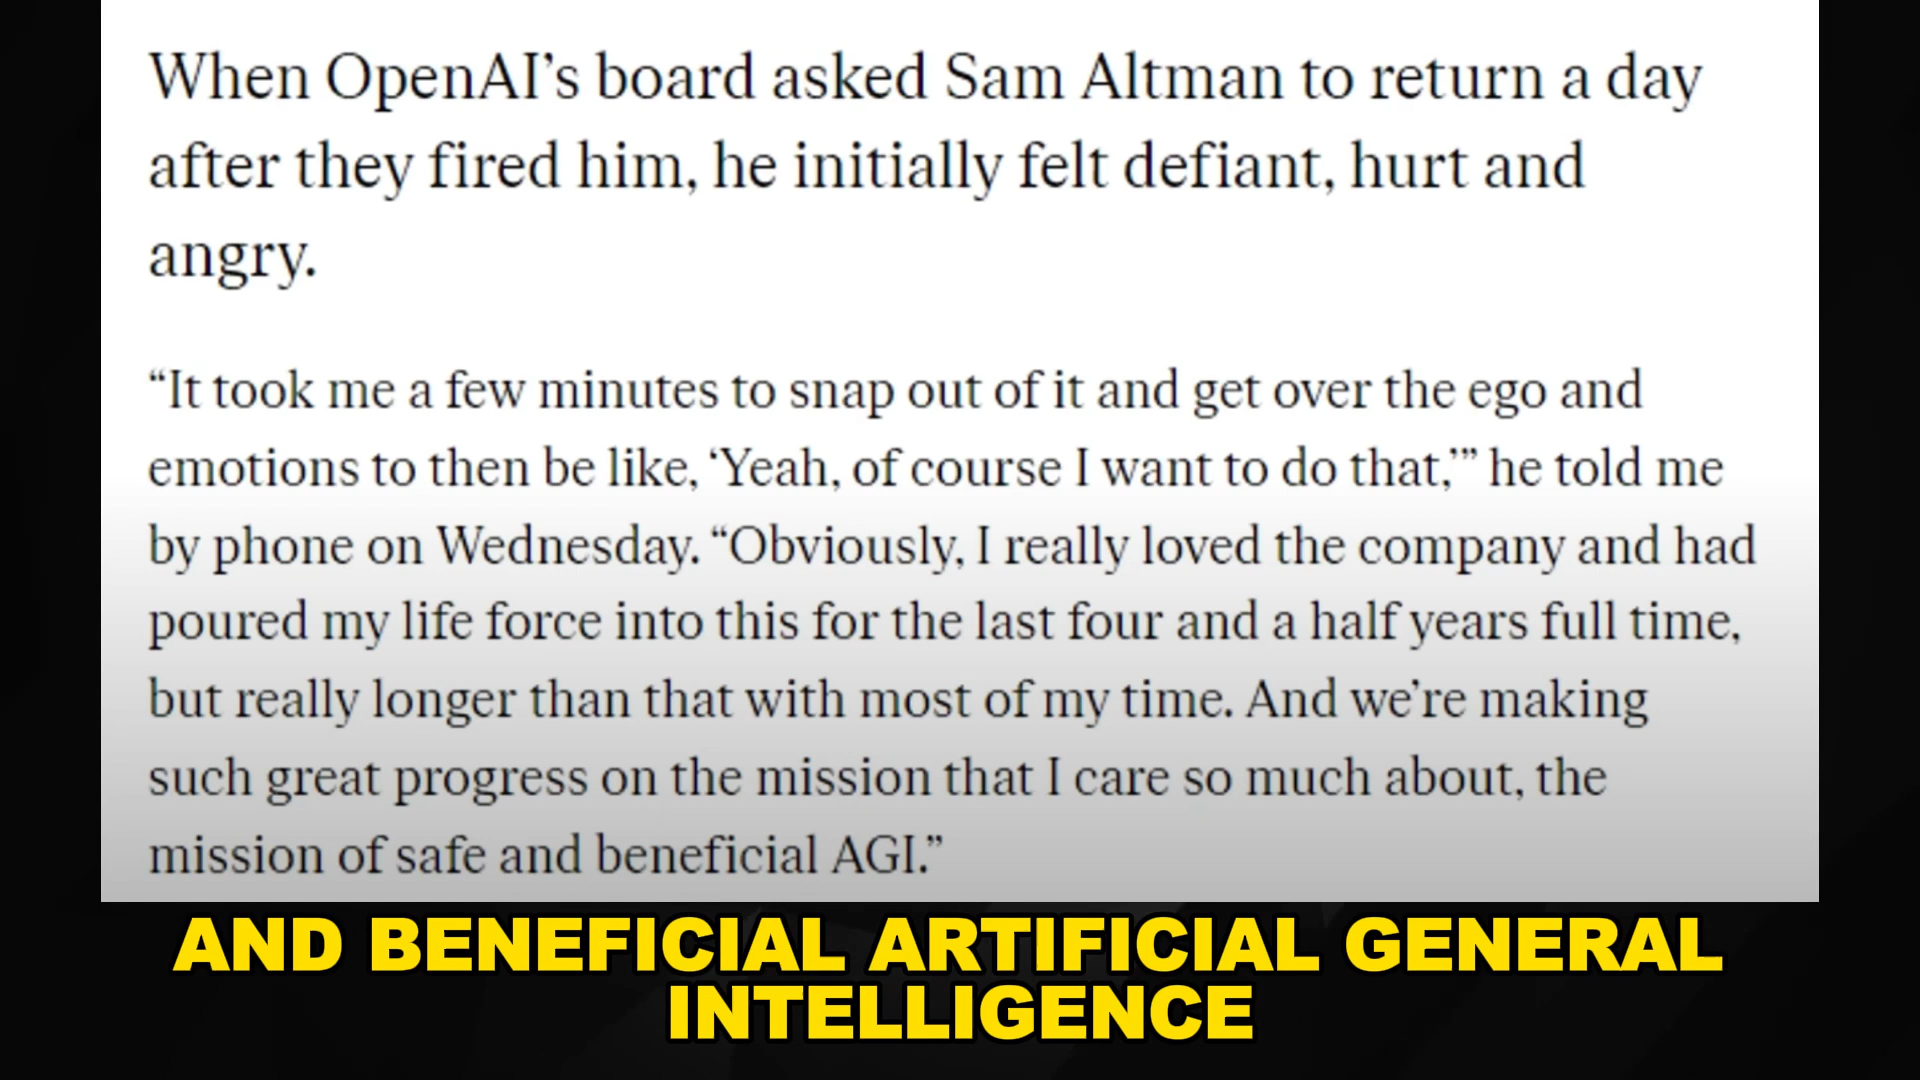 When OpenAI’s board asked Sam Altman to return a day
after they fired him, he initially felt defiant, hurt and
angry.
“It took me a few minutes to snap out of it and get over the ego and
emotions to then be like, ‘Yeah, of course I want to do that,’” he told me
by phone on Wednesday. “Obviously, I really loved the company and had
poured my life force into this for the last four and a half years full time,
but really longer than that with most of my time. And we’re making
such great progress on the mission that I care so much about, the
mission of safe and beneficial AGI.”
AND BENEFICIAL ARTIFICIAL GENERAL
INTELLIGENCE